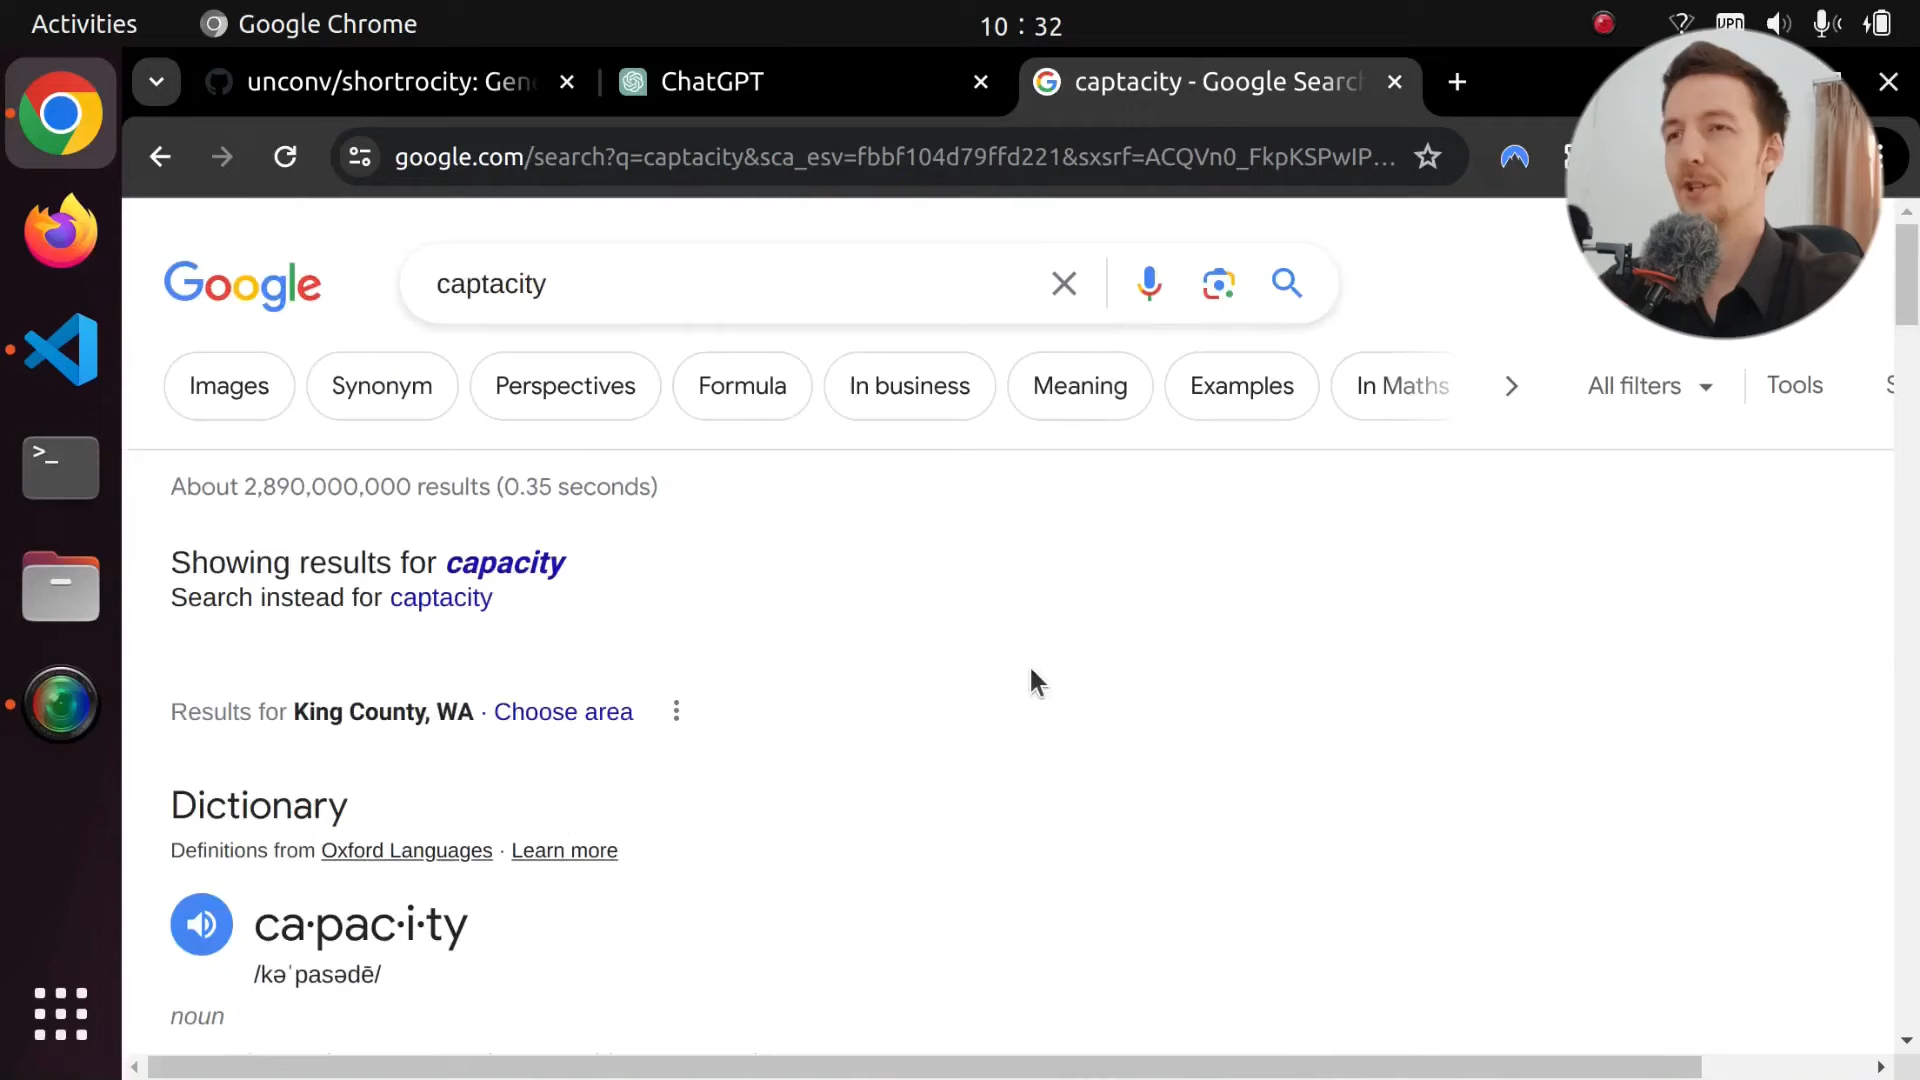 Activities Google Chrome 10 : 32 VPN
unconv/shortrocity: Gen ChatGPT captacity - Google Search
google.com/search?q=captacity&sca_esv=fbbf104d79ffd221&sxsrf=ACQVn0_FkpKSPwIP...
Google captacity
Images Synonym Perspectives Formula In business Meaning Examples In Maths All filters Tools
About 2,890,000,000 results (0.35 seconds)
Showing results for capacity
Search instead for captacity
Results for King County, WA · Choose area
Dictionary
Definitions from Oxford Languages · Learn more
ca·pac·i·ty
/kəˈpasədē/
noun